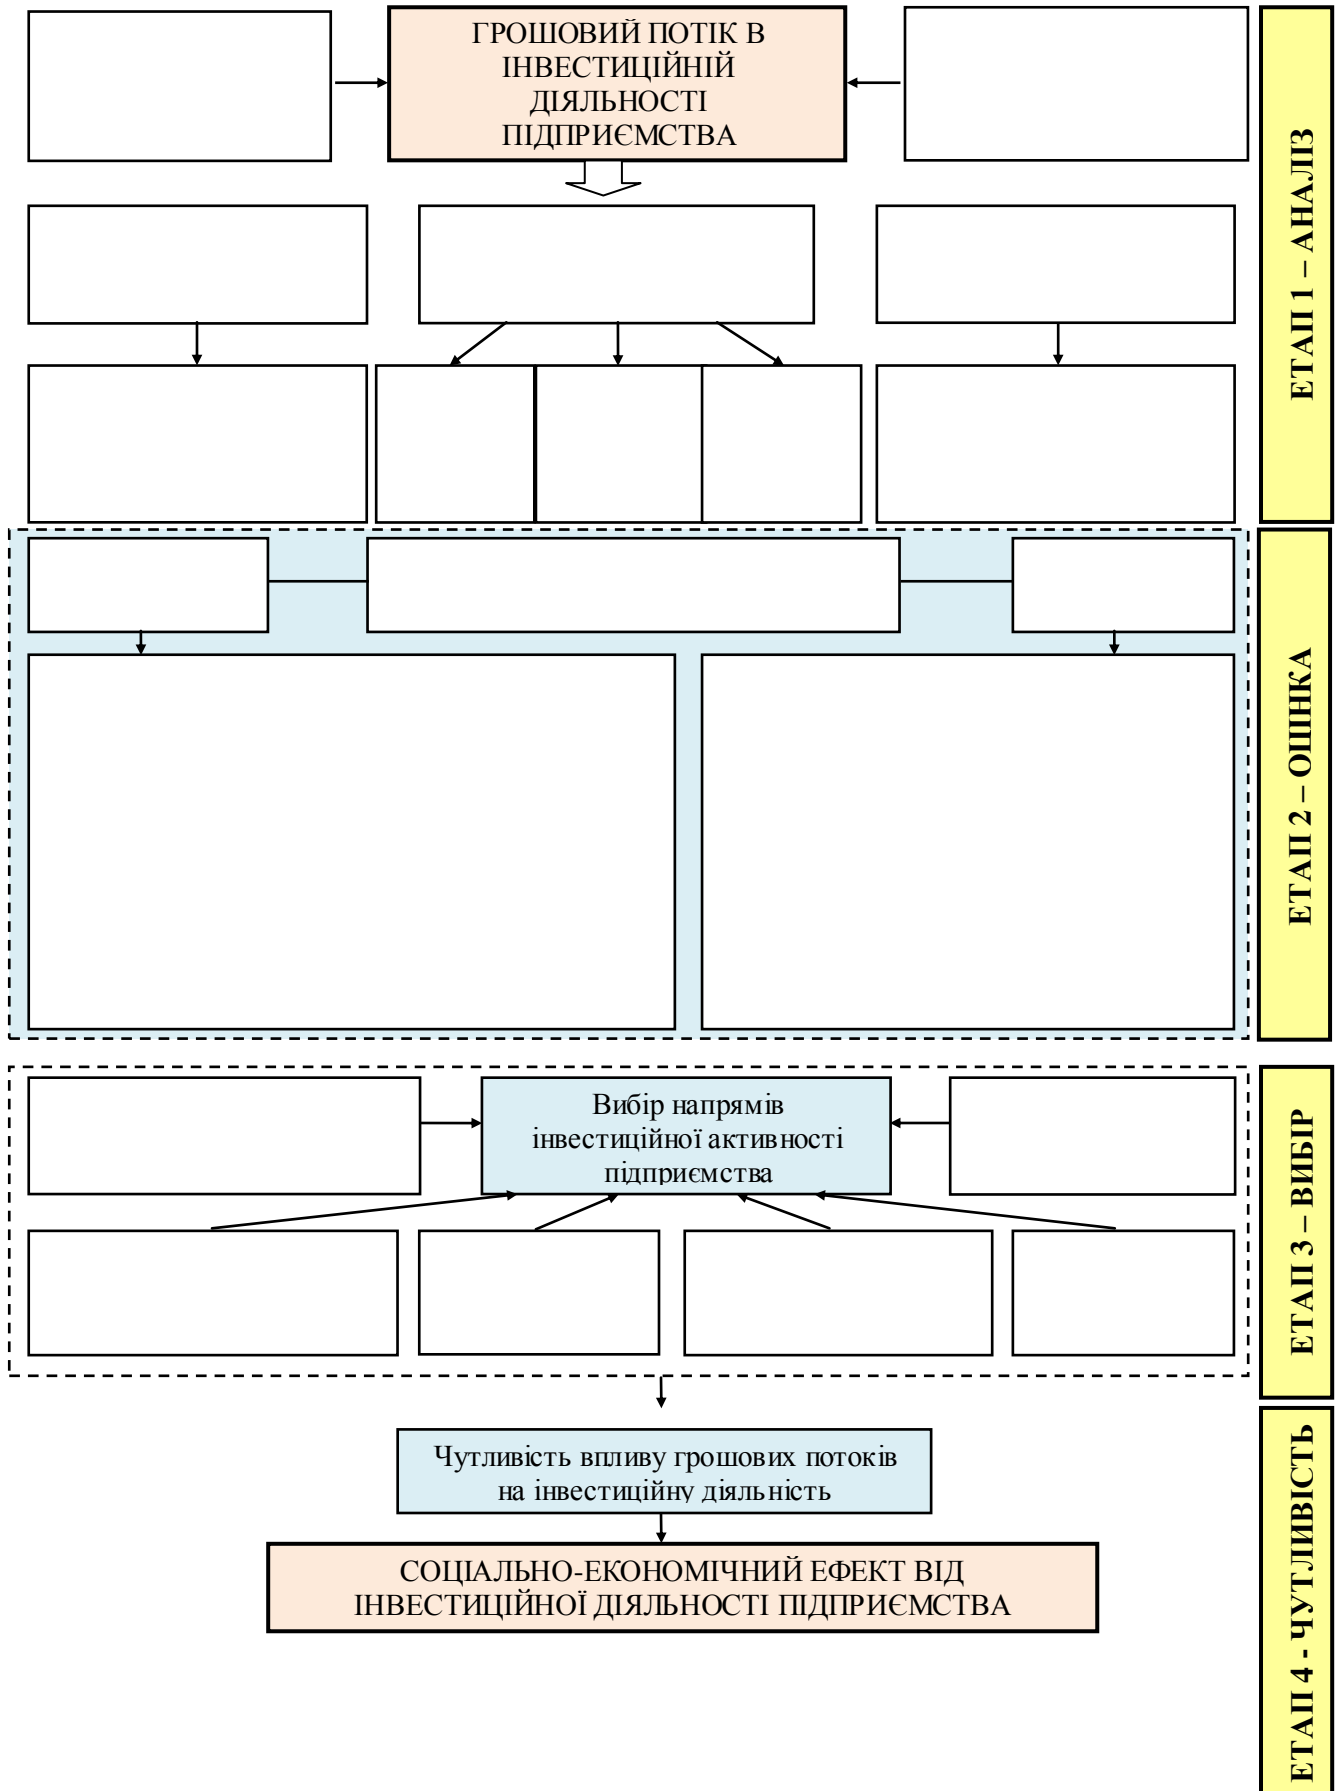 ГРОШОВИЙ ПОТІК В
ІНВЕСТИЦІЙНІЙ
ДІЯЛЬНОСТІ
ПІДПРИЄМСТВА
ЕТАП 1 – АНАЛІЗ
ЕТАП 2 – ОЦІНКА
Вибір напрямів
інвестиційної активності
підприємства
ЕТАП 3 – ВИБІР
Чутливість впливу грошових потоків
на інвестиційну діяльність
СОЦІАЛЬНО-ЕКОНОМІЧНИЙ ЕФЕКТ ВІД
ІНВЕСТИЦІЙНОЇ ДІЯЛЬНОСТІ ПІДПРИЄМСТВА
ЕТАП 4 - ЧУТЛИВІСТЬ